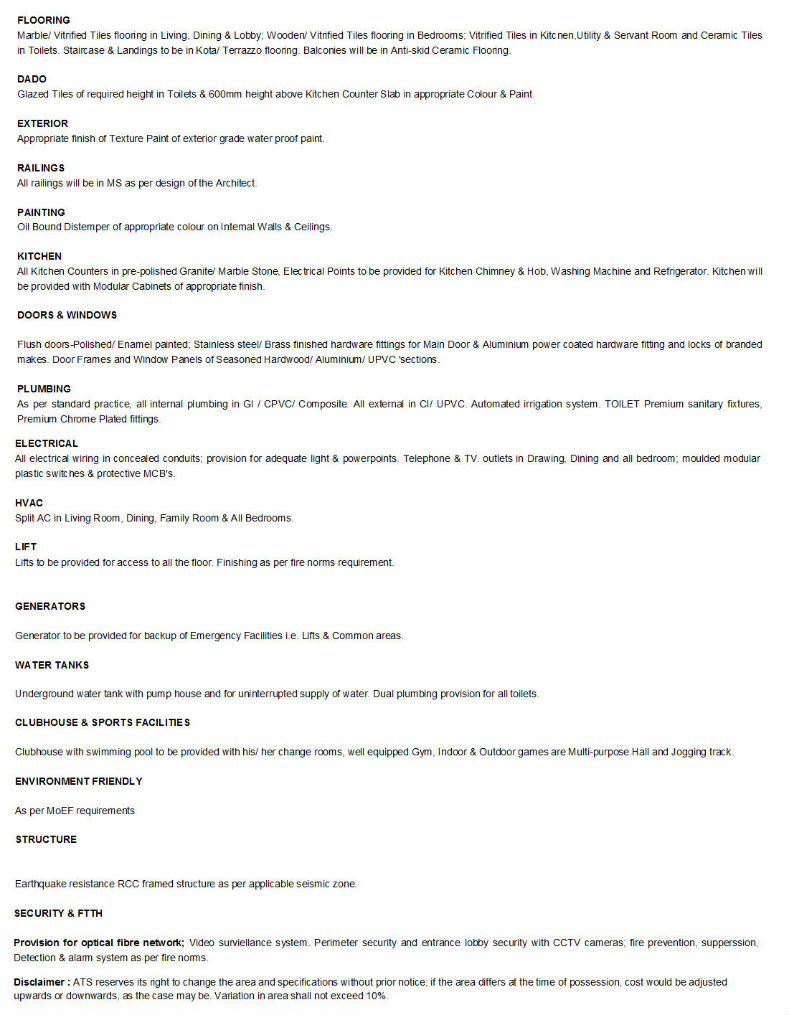 FLOORING
Marble/ Vitrified Tiles flooring in Living, Dining & Lobby; Wooden/ Vitrified Tiles flooring in Bedrooms; Vitrified Tiles in Kitcnen,Utility & Servant Room and Ceramic Tiles
in Toilets. Staircase & Landings to be in Kota/ Terrazzo flooring. Balconies will be in Anti-skid Ceramic Flooring.
DADO
Glazed Tiles of required height in Toilets & 600mm height above Kitchen Counter Slab in appropriate Colour & Paint.
EXTERIOR
Appropriate finish of Texture Paint of exterior grade water proof paint.
RAILINGS
All railings will be in MS as per design of the Architect.
PAINTING
Oil Bound Distemper of appropriate colour on Internal Walls & Ceilings.
KITCHEN
All Kitchen Counters in pre-polished Granite/ Marble Stone, Electrical Points to be provided for Kitchen Chimney & Hob, Washing Machine and Refrigerator. Kitchen will
be provided with Modular Cabinets of appropriate finish.
DOORS & WINDOWS
Flush doors-Polished/ Enamel painted; Stainless steel/ Brass finished hardware fittings for Main Door & Aluminium power coated hardware fitting and locks of branded
makes. Door Frames and Window Panels of Seasoned Hardwood/ Aluminium/ UPVC 'sections.
PLUMBING
As per standard practice, all internal plumbing in GI / CPVC/ Composite. All external in CI/ UPVC. Automated irrigation system. TOILET Premium sanitary fixtures,
Premium Chrome Plated fittings.
ELECTRICAL
All electrical wiring in concealed conduits; provision for adequate light & powerpoints. Telephone & TV. outlets in Drawing, Dining and all bedroom; moulded modular
plastic switches & protective MCB's.
HVAC
Split AC in Living Room, Dining, Family Room & All Bedrooms.
LIFT
Lifts to be provided for access to all the floor. Finishing as per fire norms requirement.
GENERATORS
Generator to be provided for backup of Emergency Facilities i.e. Lifts & Common areas.
WATER TANKS
Underground water tank with pump house and for uninterrupted supply of water. Dual plumbing provision for all toilets.
CLUBHOUSE & SPORTS FACILITIES
Clubhouse with swimming pool to be provided with his/ her change rooms, well equipped Gym, Indoor & Outdoor games are Multi-purpose Hall and Jogging track.
ENVIRONMENT FRIENDLY
As per MoEF requirements
STRUCTURE
Earthquake resistance RCC framed structure as per applicable seismic zone.
SECURITY & FTTH
Provision for optical fibre network; Video surviellance system. Perimeter security and entrance lobby security with CCTV cameras; fire prevention, supperssion,
Detection & alarm system as per fire norms.
Disclaimer : ATS reserves its right to change the area and specifications without prior notice; if the area differs at the time of possession, cost would be adjusted
upwards or downwards, as the case may be. Variation in area shall not exceed 10%.